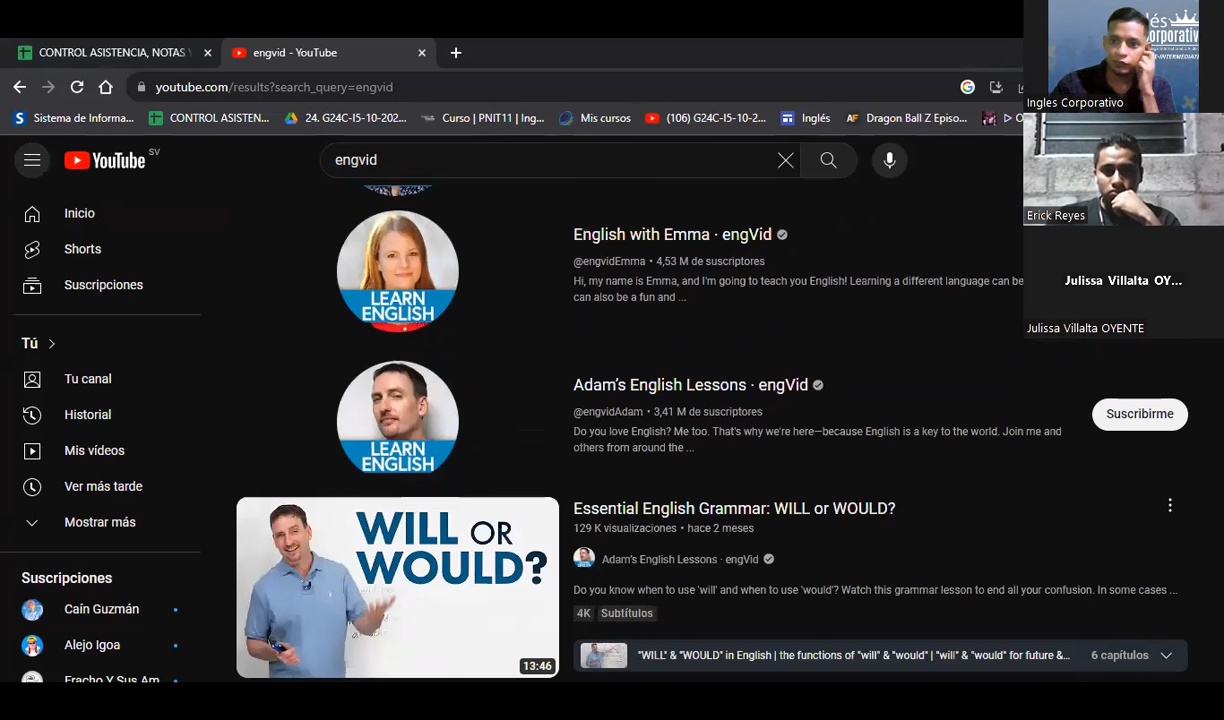 CONTROL ASISTENCIA, NOTAS
engvid - YouTube
youtube.com/results?search_query=engvid
Sistema de Informa...
CONTROL ASISTEN...
24. G24C-I5-10-202...
Curso | PNIT11 | Ing...
Mis cursos
(106) G24C-I5-10-2...
Inglés
Dragon Ball Z Episo...
YouTube SV
engvid
Inicio
Shorts
Suscripciones
Tú
Tu canal
Historial
Mis vídeos
Ver más tarde
Mostrar más
Suscripciones
Caín Guzmán
Alejo Igoa
Fracho Y Sus Am
LEARN
ENGLISH
English with Emma · engVid
@engvidEmma • 4,53 M de suscriptores
Hi, my name is Emma, and I'm going to teach you English! Learning a different language can be
can also be a fun and ...
LEARN
ENGLISH
Adam's English Lessons · engVid
@engvidAdam • 3,41 M de suscriptores
Do you love English? Me too. That's why we're here—because English is a key to the world. Join me and
others from around the ...
Suscribirme
WILL OR
WOULD?
13:46
Essential English Grammar: WILL or WOULD?
129 K visualizaciones • hace 2 meses
Adam's English Lessons · engVid
Do you know when to use 'will' and when to use 'would'? Watch this grammar lesson to end all your confusion. In some cases ...
4K Subtítulos
"WILL" & "WOULD" in English | the functions of "will" & "would" | "will" & "would" for future &... 6 capítulos
Ingles Corporativo
Erick Reyes
Julissa Villalta OY...
Julissa Villalta OYENTE